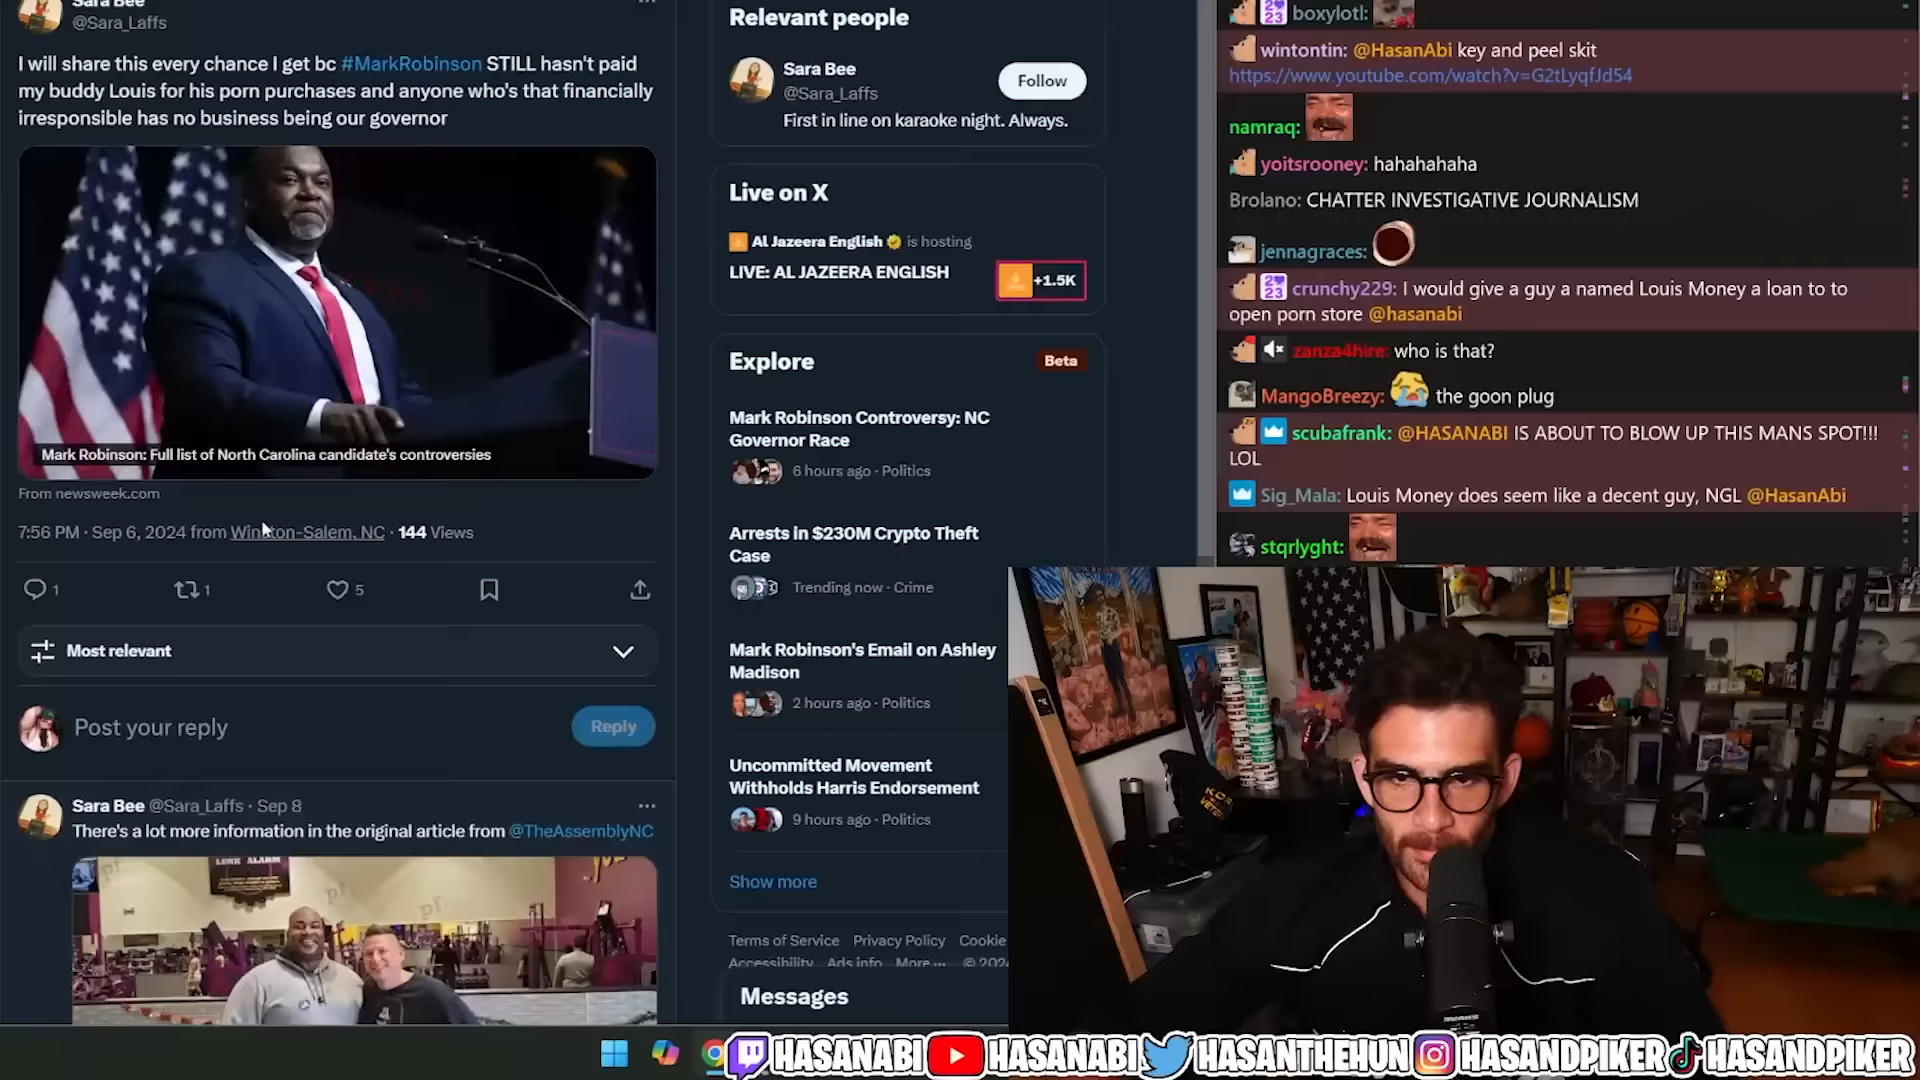 Sara Bee
@Sara_Laffs
I will share this every chance I get bc #MarkRobinson STILL hasn't paid
my buddy Louis for his porn purchases and anyone who's that financially
irresponsible has no business being our governor
Mark Robinson: Full list of North Carolina candidate's controversies
From newsweek.com
7:56 PM · Sep 6, 2024 from Winston-Salem, NC · 144 Views
1
1
5
Most relevant
Post your reply
Reply
Sara Bee @Sara_Laffs · Sep 8
There's a lot more information in the original article from @TheAssemblyNC
LUNK ALARM
pf
pf
Relevant people
Sara Bee
@Sara_Laffs
Follow
First in line on karaoke night. Always.
Live on X
Al Jazeera English is hosting
LIVE: AL JAZEERA ENGLISH
+1.5K
Explore
Beta
Mark Robinson Controversy: NC
Governor Race
6 hours ago · Politics
Arrests in $230M Crypto Theft
Case
Trending now · Crime
Mark Robinson's Email on Ashley
Madison
2 hours ago · Politics
Uncommitted Movement
Withholds Harris Endorsement
9 hours ago · Politics
Show more
Terms of Service Privacy Policy Cookie
Accessibility Ads info More ··· © 202
Messages
boxylotl:
wintontin: @HasanAbi key and peel skit
https://www.youtube.com/watch?v=G2tLyqfJd54
namraq:
yoitsrooney: hahahahaha
Brolano: CHATTER INVESTIGATIVE JOURNALISM
jennagraces:
crunchy229: I would give a guy a named Louis Money a loan to to
open porn store @hasanabi
zanza4hire: who is that?
MangoBreezy: the goon plug
scubafrank: @HASANABI IS ABOUT TO BLOW UP THIS MANS SPOT!!!
LOL
Sig_Mala: Louis Money does seem like a decent guy, NGL @HasanAbi
stqrlyght:
HASANABI HASANABI HASANTHEHUN HASANDPIKER HASANDPIKER